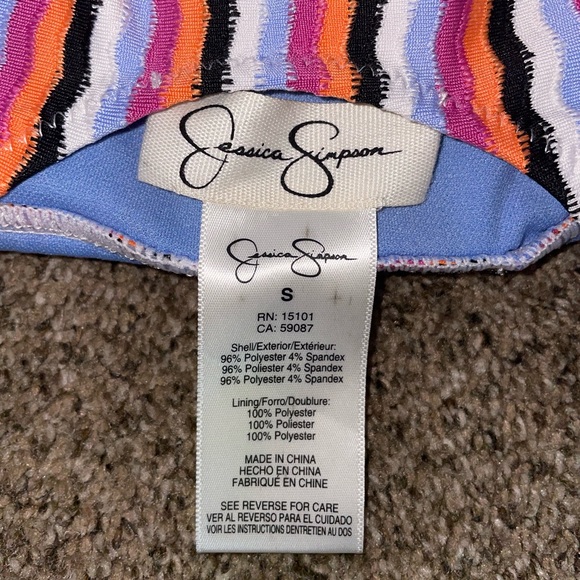 Jessica Simpson
Jessica Simpson
S
RN: 15101
CA: 59087
Shell/Exterior/Extérieur:
96% Polyester 4% Spandex
96% Poliester 4% Spandex
96% Polyester 4% Spandex
Lining/Forro/Doublure:
100% Polyester
100% Poliester
100% Polyester
MADE IN CHINA
HECHO EN CHINA
FABRIQUÉ EN CHINE
SEE REVERSE FOR CARE
VER AL REVERSO PARA EL CUIDADO
VOIR LES INSTRUCTIONS DENTRETIEN AU DOS